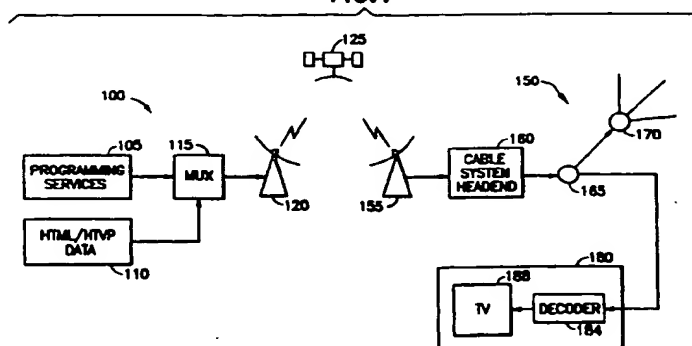 125
100
150
105
115
160
170
PROGRAMMING
SERVICES
MUX
CABLE
SYSTEM
HEADEND
120
155
165
HTML/HTVP
DATA
110
180
188
TV
DECODER
184